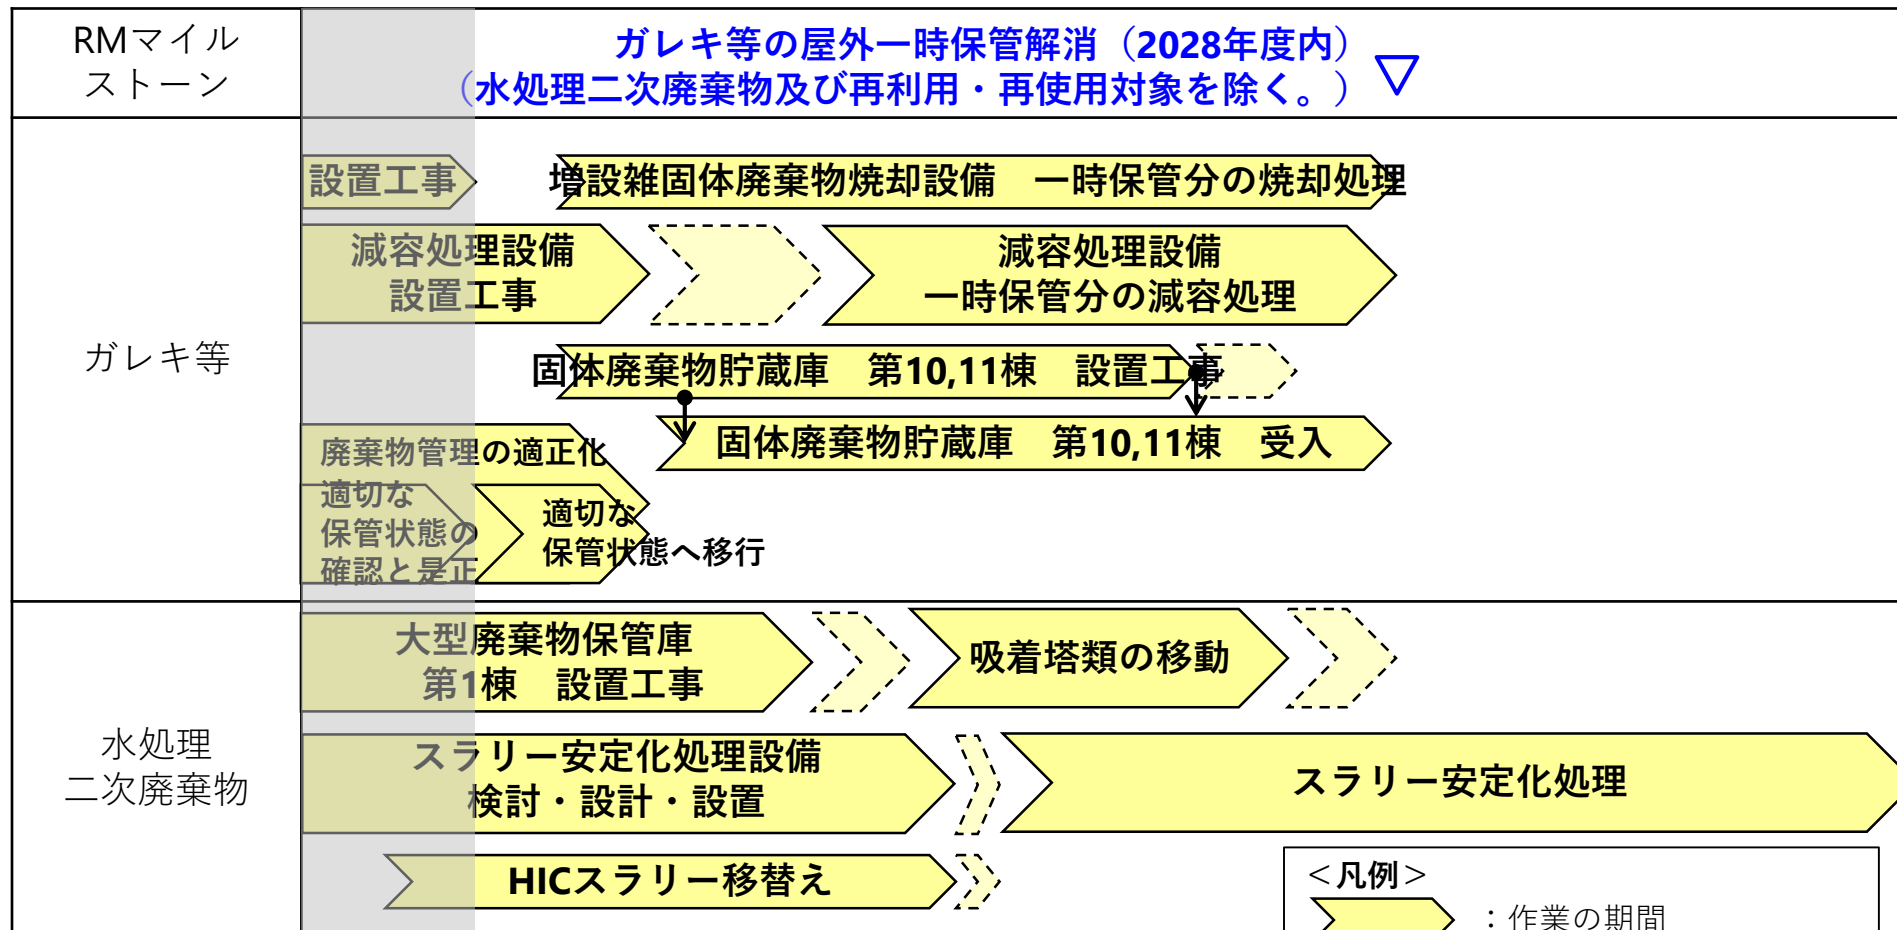 RMマイル
ストーン
ガレキ等の屋外一時保管解消（2028年度内）
（水処理二次廃棄物及び再利用・再使用対象を除く。）
ガレキ等
設置工事
増設雑固体廃棄物焼却設備　一時保管分の焼却処理
減容処理設備
設置工事
減容処理設備
一時保管分の減容処理
固体廃棄物貯蔵庫　第10,11棟　設置工事
固体廃棄物貯蔵庫　第10,11棟　受入
廃棄物管理の適正化
適切な
保管状態の
確認と是正
適切な
保管状態へ移行
水処理
二次廃棄物
大型廃棄物保管庫
第1棟　設置工事
吸着塔類の移動
スラリー安定化処理設備
検討・設計・設置
スラリー安定化処理
HICスラリー移替え
＜凡例＞
：作業の期間